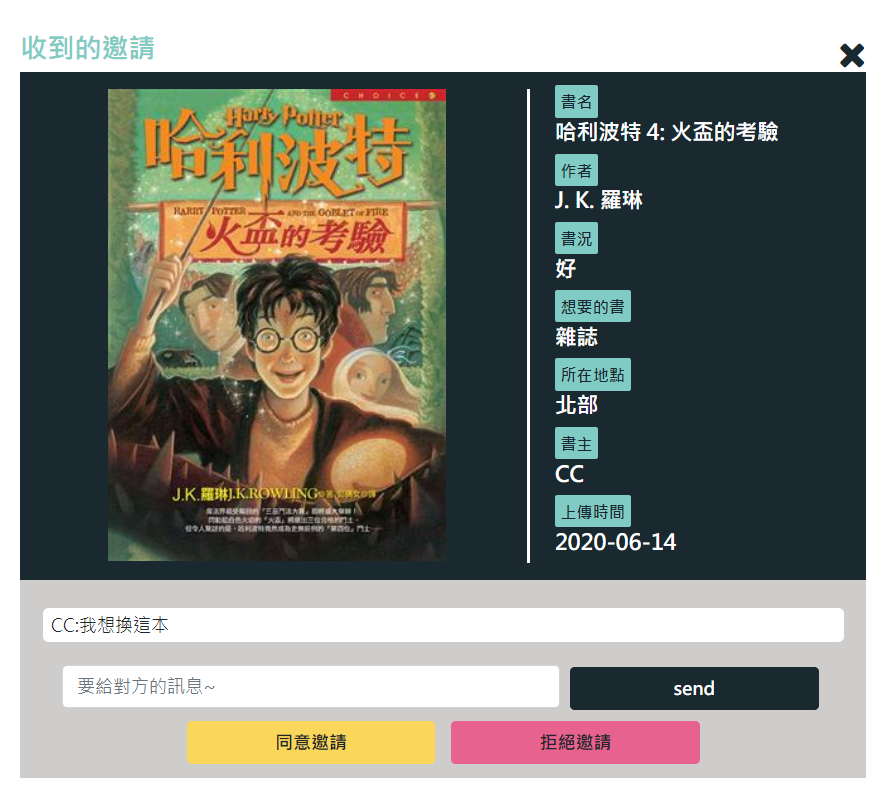 收到的邀請
CHOICE
Harry Potter
哈利波特
HARRY POTTER AND THE GOBLET OF FIRE
火盃的考驗
J.K.羅琳J.K.ROWLING
書名
哈利波特 4: 火盃的考驗
作者
J. K. 羅琳
書況
好
想要的書
雜誌
所在地點
北部
書主
CC
上傳時間
2020-06-14
CC:我想換這本
要給對方的訊息~
send
同意邀請
拒絕邀請